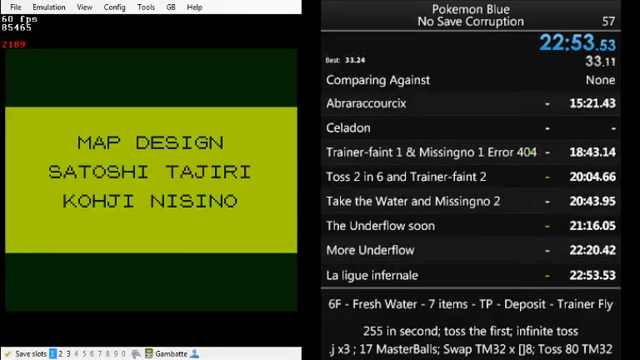 File Emulation View Config Tools GB Help
60 fps
85465
2189
MAP DESIGN
SATOSHI TAJIRI
KOHJI NISINO
Save slots 1 2 3 4 5 6 7 8 9 0 Gambatte
Pokemon Blue
No Save Corruption 57
22:53.53
Best: 33.24 33.11
Comparing Against None
Abraraccourcix - 15:21.43
Celadon - -
Trainer-faint 1 & Missingno 1 Error 404 - 18:43.14
Toss 2 in 6 and Trainer-faint 2 - 20:04.66
Take the Water and Missingno 2 - 20:43.95
The Underflow soon - 21:16.05
More Underflow - 22:20.42
La ligue infernale - 22:53.53
6F - Fresh Water - 7 items - TP - Deposit - Trainer Fly
255 in second; toss the first; infinite toss
.j x3 ; 17 MasterBalls; Swap TM32 x []8; Toss 80 TM32